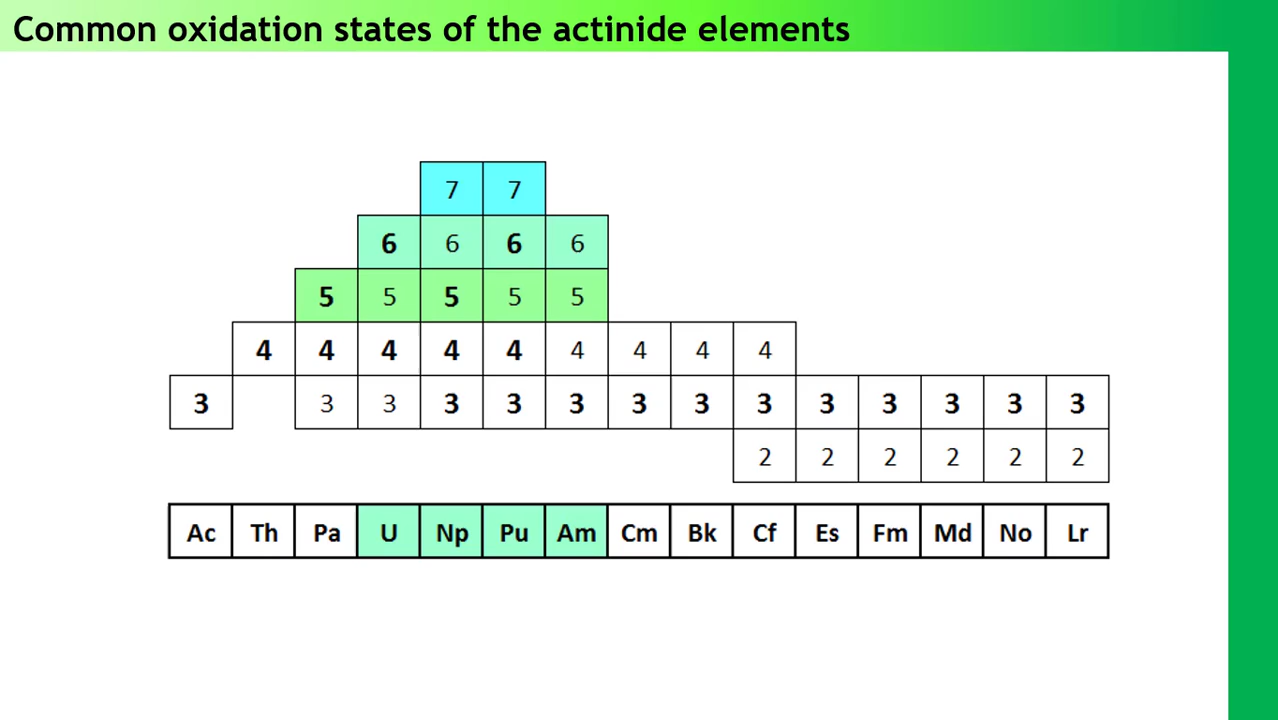 Common oxidation states of the actinide elements
7 7
6 6 6 6
5 5 5 5 5
4 4 4 4 4 4 4 4 4
3 3 3 3 3 3 3 3 3 3 3 3 3 3
2 2 2 2 2 2
Ac Th Pa U Np Pu Am Cm Bk Cf Es Fm Md No Lr